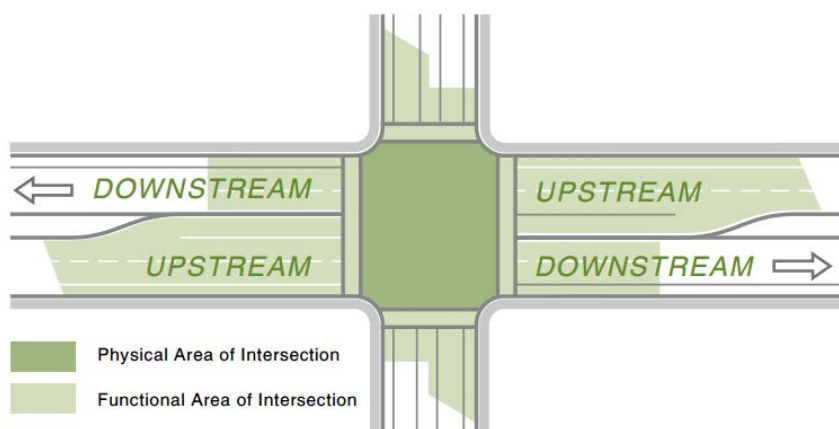 DOWNSTREAM
UPSTREAM
UPSTREAM
DOWNSTREAM
Physical Area of Intersection
Functional Area of Intersection